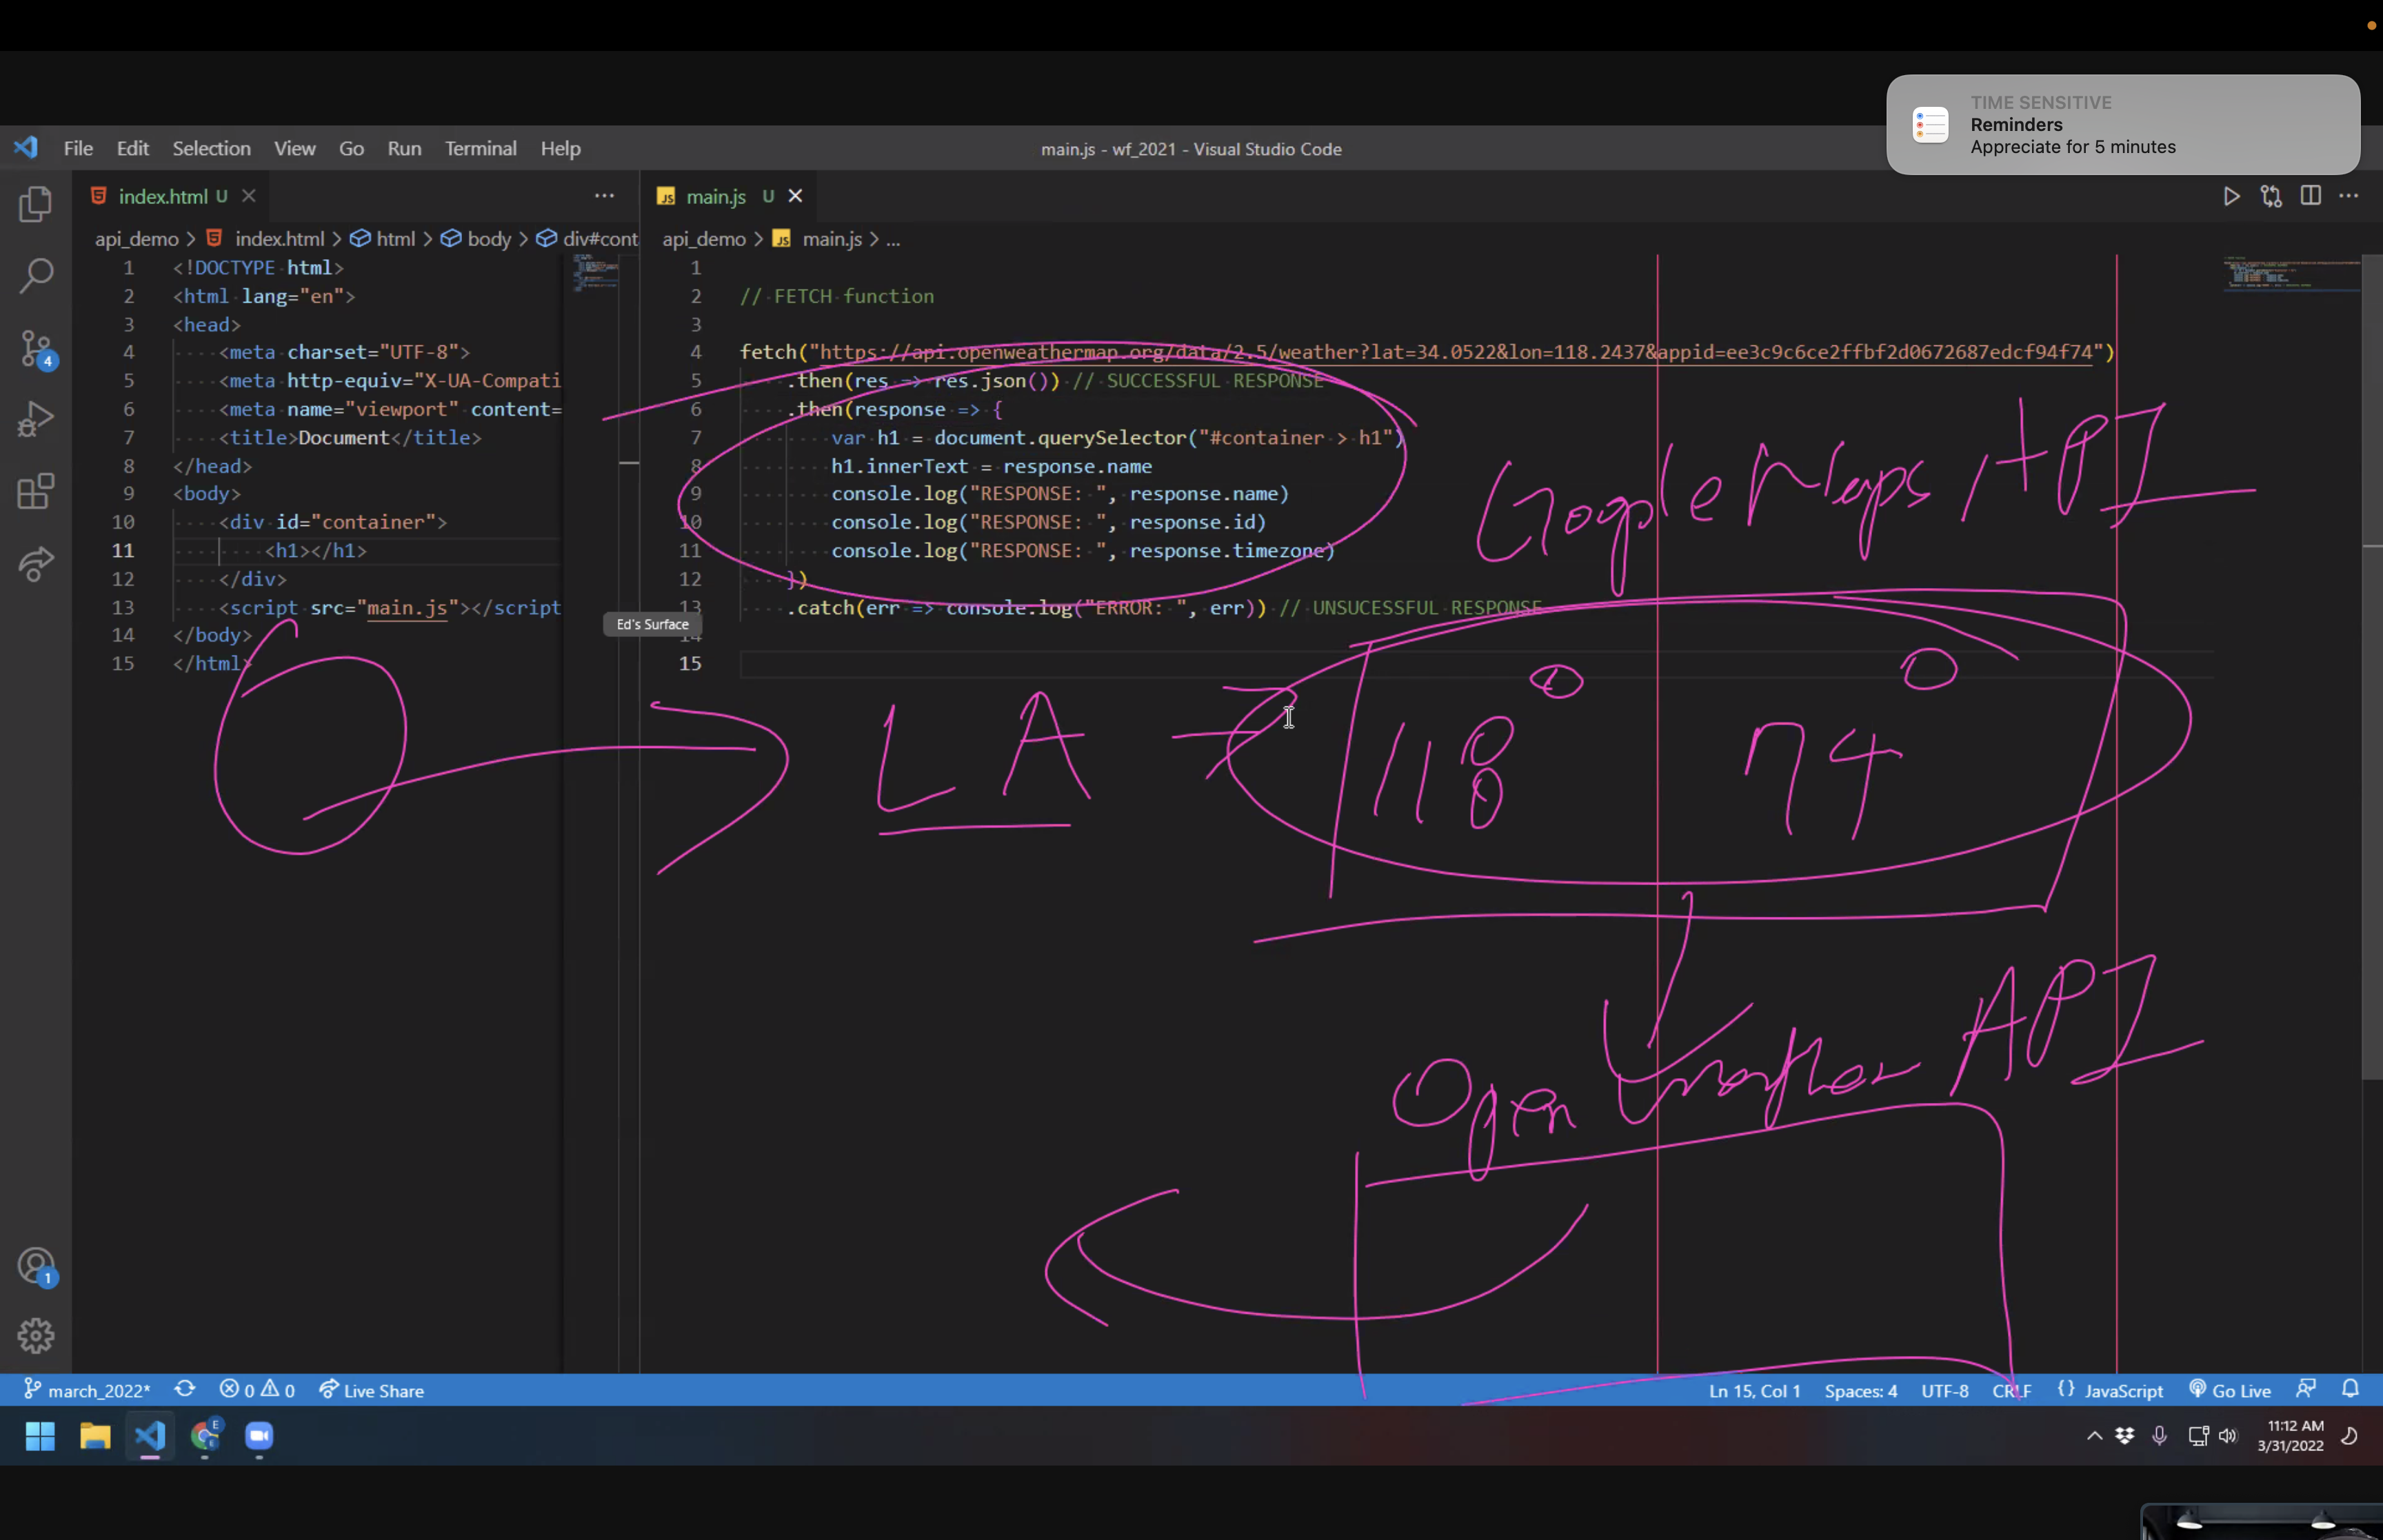 TIME SENSITIVE
Reminders
Appreciate for 5 minutes
File Edit Selection View Go Run Terminal Help
main.js - wf_2021 - Visual Studio Code
index.html U
main.js U
api_demo > index.html > html > body > div#cont
api_demo > main.js > ...
1 <!DOCTYPE html>
2 <html lang="en">
3 <head>
4 <meta charset="UTF-8">
5 <meta http-equiv="X-UA-Compati
6 <meta name="viewport" content=
7 <title>Document</title>
8 </head>
9 <body>
10 <div id="container">
11 <h1></h1>
12 </div>
13 <script src="main.js"></script
14 </body>
15 </html>
1
2 // FETCH function
3
4 fetch("https://api.openweathermap.org/data/2.5/weather?lat=34.0522&lon=118.2437&appid=ee3c9c6ce2ffbf2d0672687edcf94f74")
5 .then(res => res.json()) // SUCCESSFUL RESPONSE
6 .then(response => {
7 var h1 = document.querySelector("#container > h1")
8 h1.innerText = response.name
9 console.log("RESPONSE: ", response.name)
10 console.log("RESPONSE: ", response.id)
11 console.log("RESPONSE: ", response.timezone)
12 })
13 .catch(err => console.log("ERROR: ", err)) // UNSUCESSFUL RESPONSE
14
15
Ed's Surface
Google Maps API
LA → 118° 74°
Open Weather API
4
1
march_2022* 0 0 Live Share
Ln 15, Col 1 Spaces: 4 UTF-8 CRLF {} JavaScript Go Live
E
11:12 AM
3/31/2022